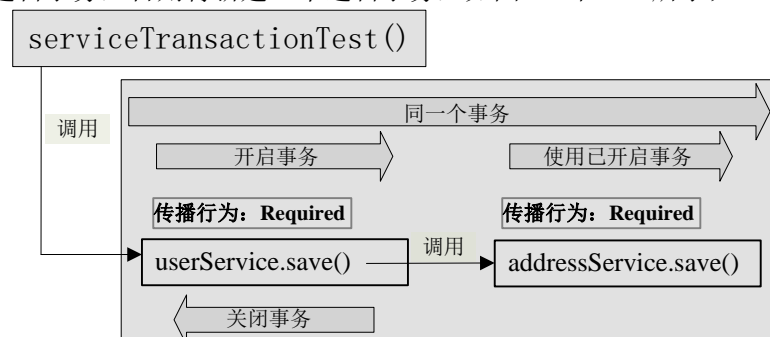 serviceTransactionTest()
同一个事务
调用
开启事务
使用已开启事务
传播行为：Required
传播行为：Required
userService.save()
调用
addressService.save()
关闭事务